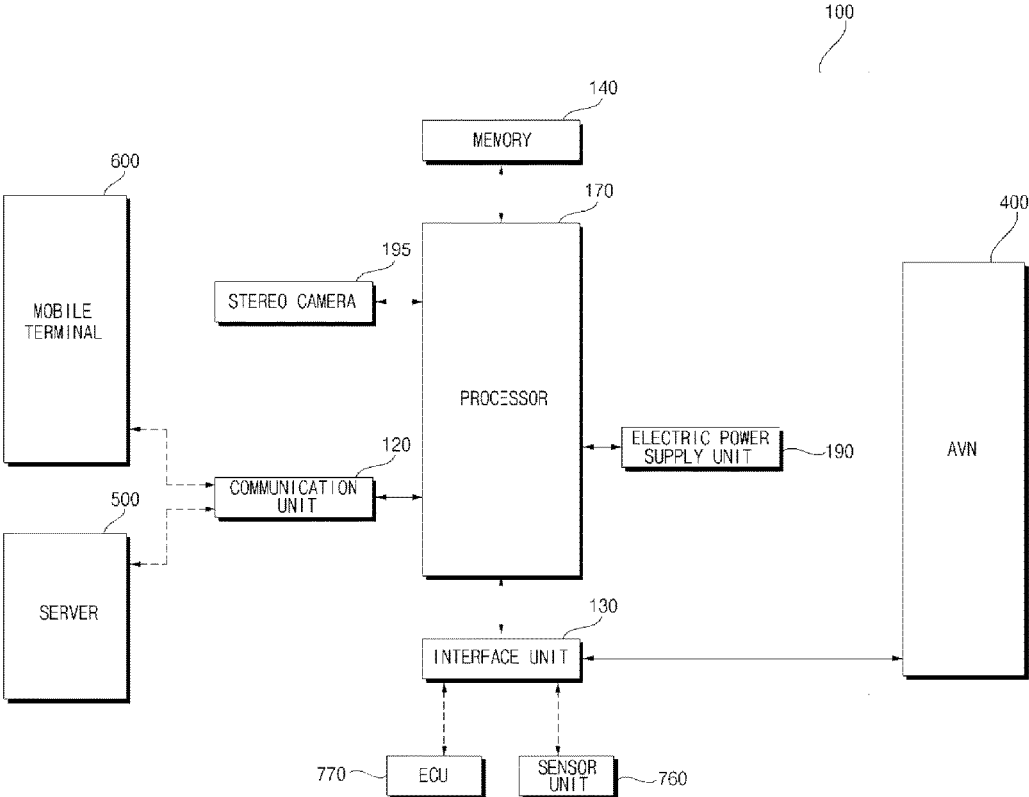 100
140
MEMORY
600
170
400
195
STEREO CAMERA
MOBILE
TERMINAL
PROCESSOR
ELECTRIC POWER
SUPPLY UNIT
190
AVN
120
COMMUNICATION
UNIT
500
SERVER
130
INTERFACE UNIT
770
ECU
SENSOR
UNIT
760